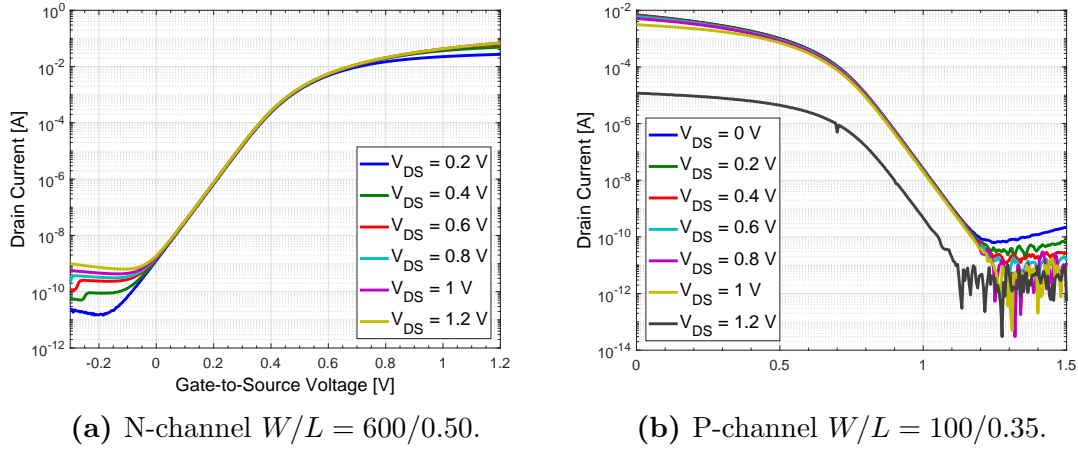 10^0
10^-2
10^-4
10^-6
10^-8
10^-10
10^-12
Drain Current [A]
V_DS = 0.2 V
V_DS = 0.4 V
V_DS = 0.6 V
V_DS = 0.8 V
V_DS = 1 V
V_DS = 1.2 V
-0.2 0 0.2 0.4 0.6 0.8 1 1.2
Gate-to-Source Voltage [V]
(a) N-channel W/L = 600/0.50.
10^-2
10^-4
10^-6
10^-8
10^-10
10^-12
10^-14
Drain Current [A]
V_DS = 0 V
V_DS = 0.2 V
V_DS = 0.4 V
V_DS = 0.6 V
V_DS = 0.8 V
V_DS = 1 V
V_DS = 1.2 V
0 0.5 1 1.5
(b) P-channel W/L = 100/0.35.